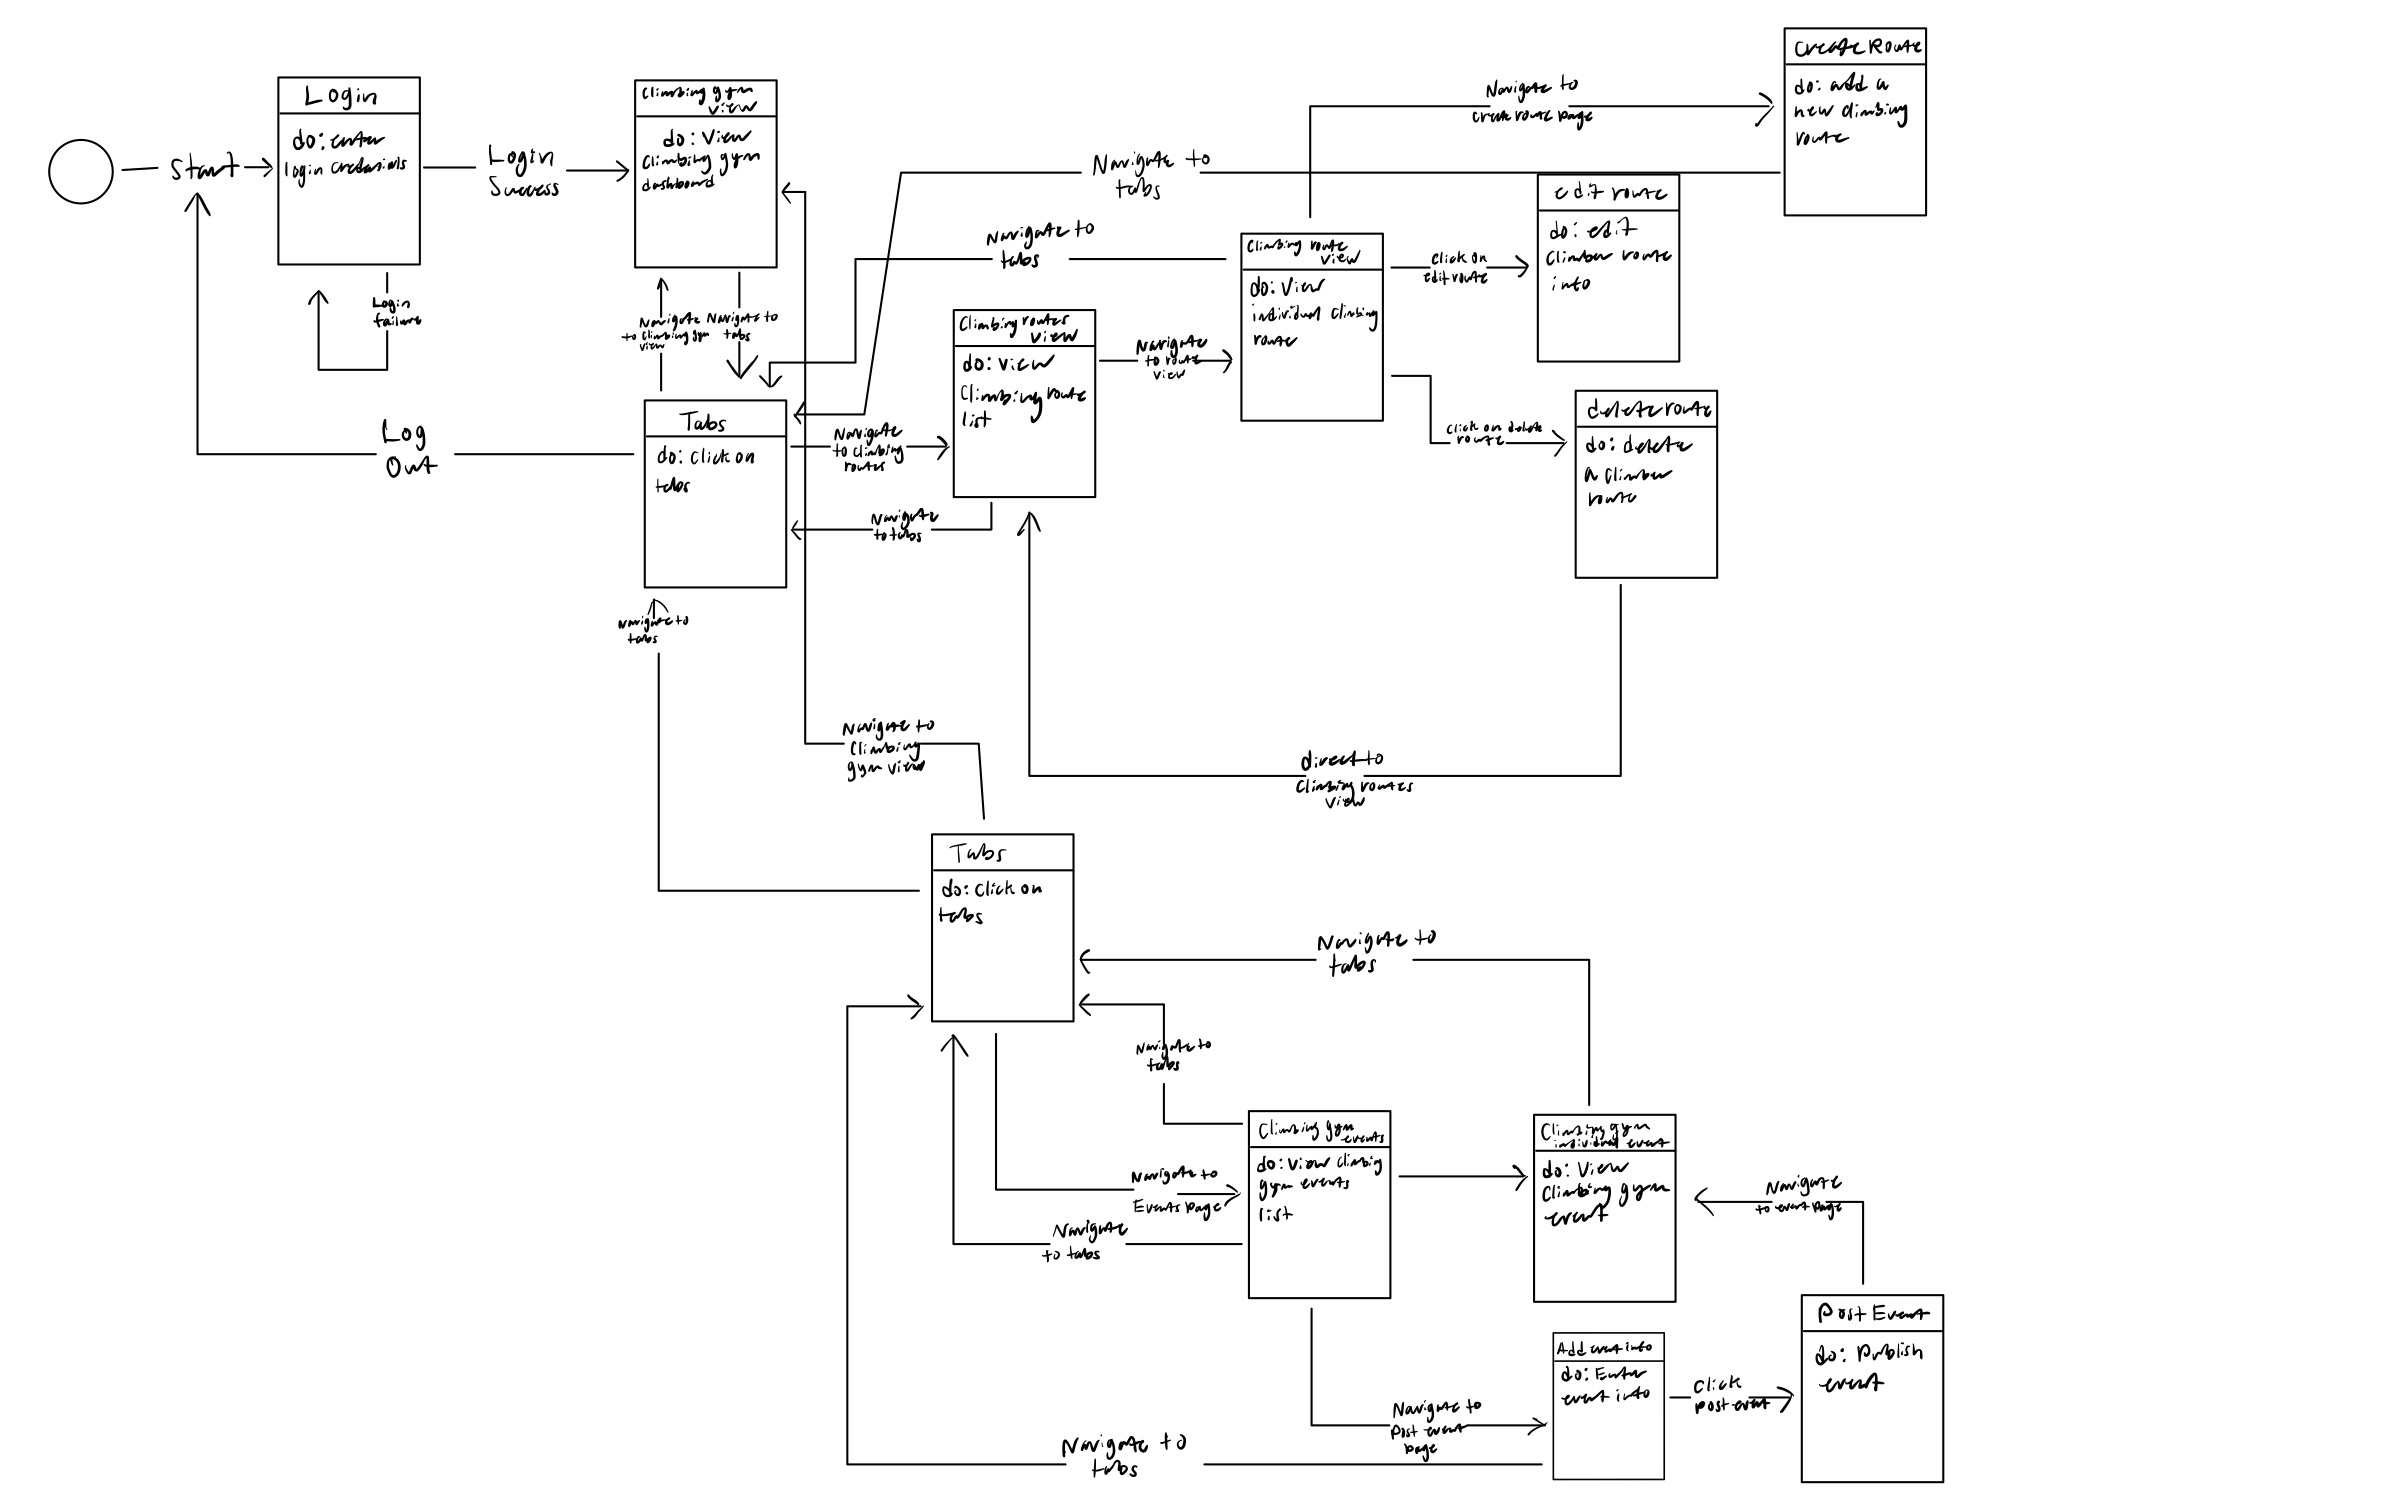 Start
Login
do: enter
login credenials
Login
Success
Login
failure
Log
Out
Climbing gym
view
do: View
Climbing gym
dashboard
Navigate
to climbing gym
view
Navigate to
tabs
Tabs
do: click on
tabs
Navigate to
tabs
Navigate
to climbing
routes
Navigate
to tabs
Climbing routes
view
do: view
Climbing route
list
Navigate to
tabs
Navigate to
tabs
Navigate
to route
view
Climbing route
view
do: View
individual climbing
route
Navigate to
create route page
Create Route
do: add a
new climbing
route
Click on
edit route
edit route
do: edit
climber route
info
Click on delete
route
delete route
do: delete
a climber
route
direct to
Climbing routes
view
Navigate to
Climbing
gym view
Tabs
do: Click on
tabs
Navigate to
tabs
Navigate to
tabs
Navigate to
Events page
Navigate
to tabs
Climbing gym
events
do: view climbing
gym events
list
Climbing gym
individual event
do: View
Climbing gym
event
Navigate
to event page
Post Event
do: Publish
event
Add event info
do: Enter
event info
Click
post event
Navigate to
Post event
page
Navigate to
tabs